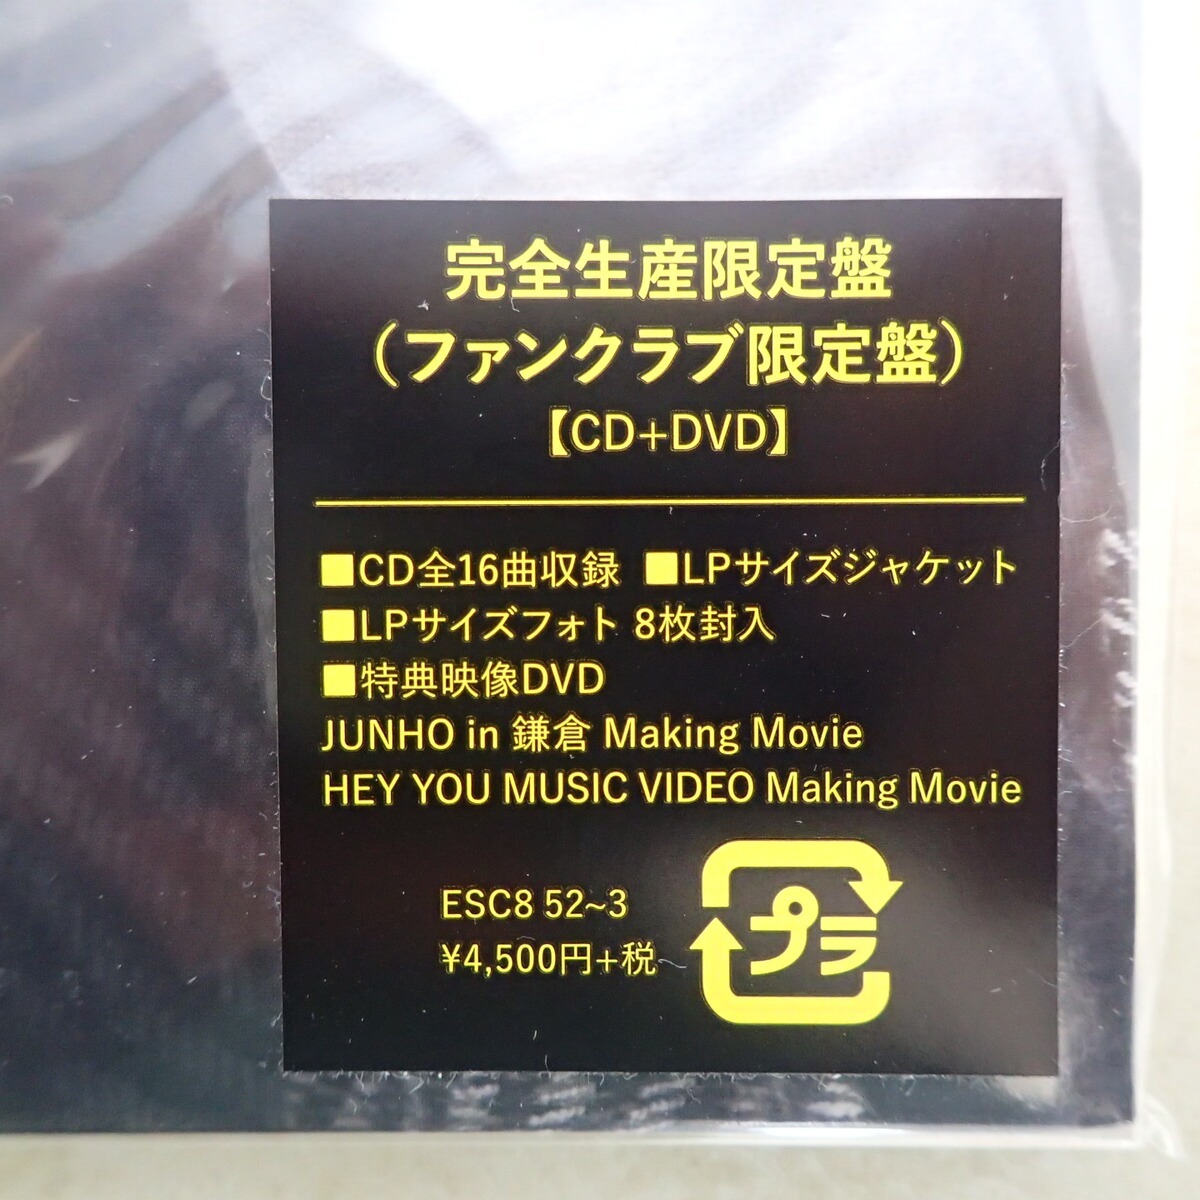 完全生産限定盤
（ファンクラブ限定盤）
【CD+DVD】
■CD全16曲収録 ■LPサイズジャケット
■LPサイズフォト 8枚封入
■特典映像DVD
JUNHO in 鎌倉 Making Movie
HEY YOU MUSIC VIDEO Making Movie
ESC8 52~3
¥4,500円+税
プラ